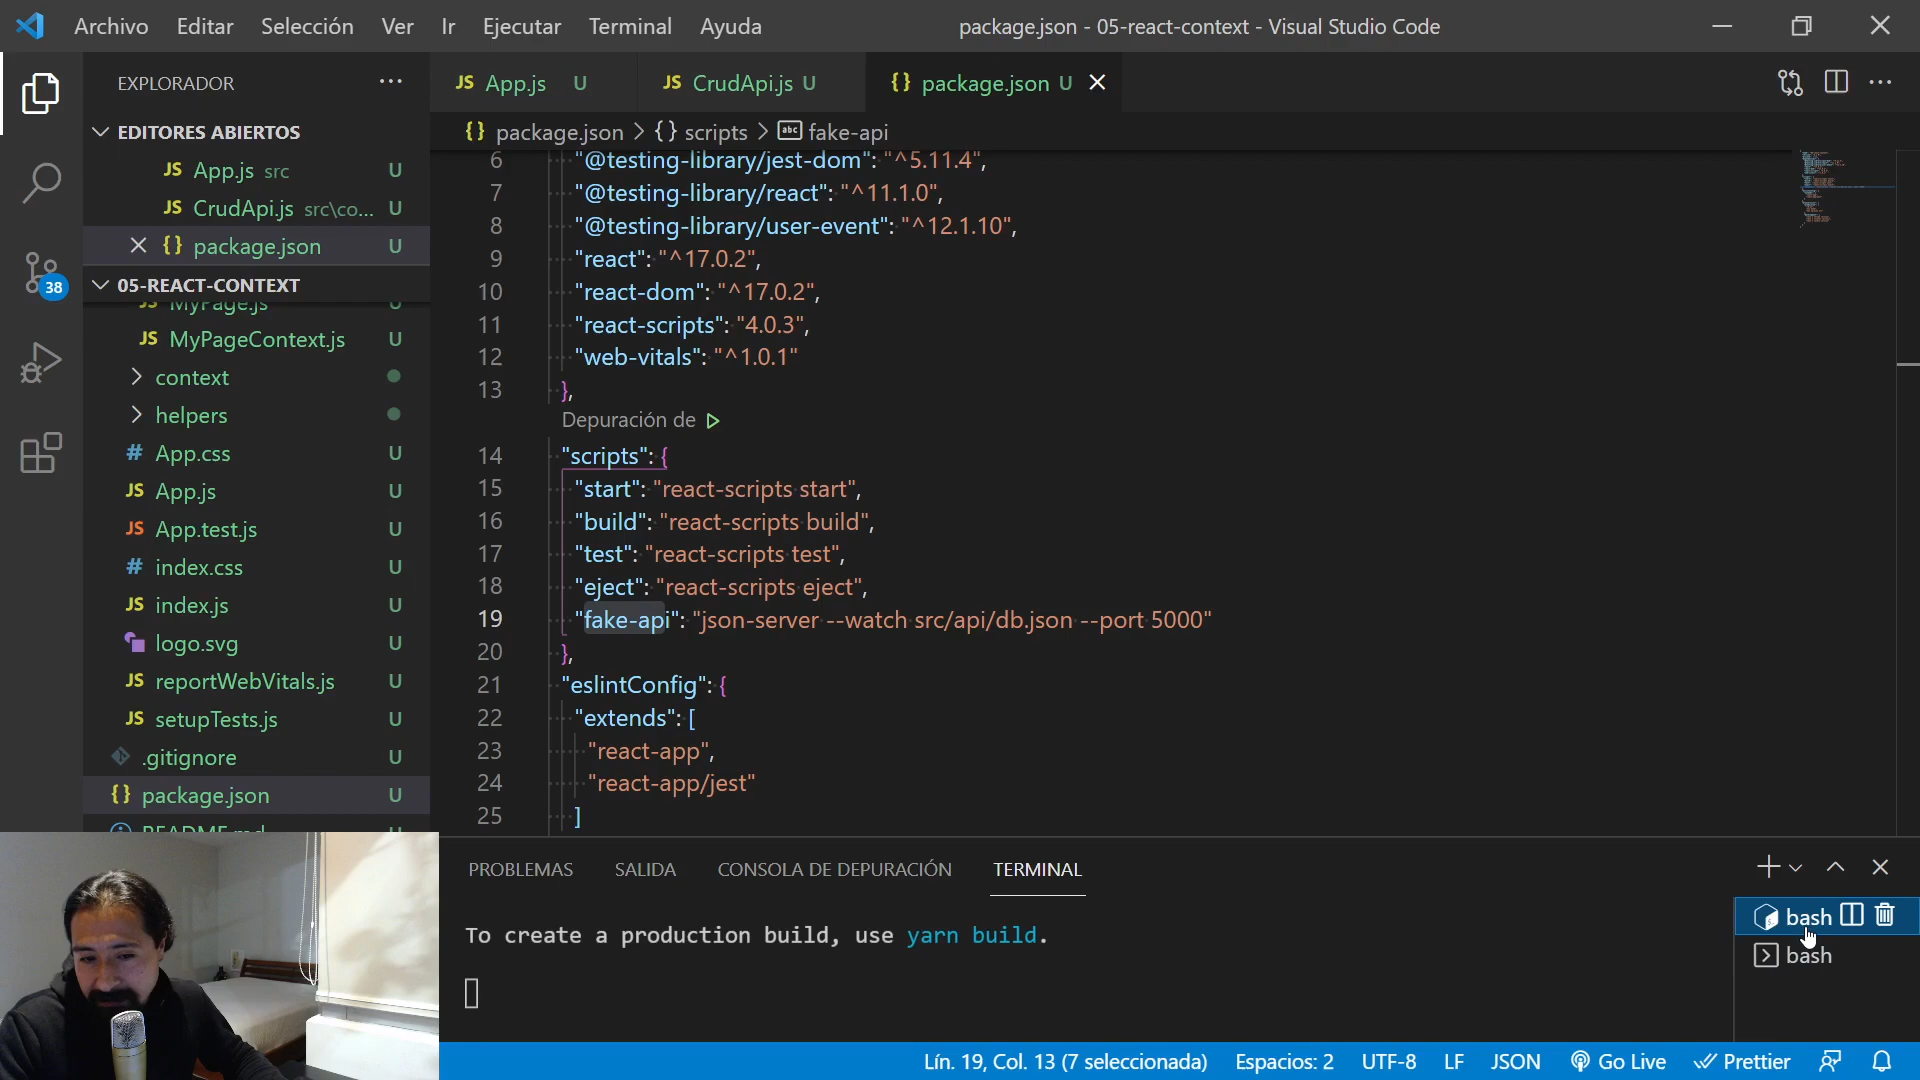 Archivo Editar Selección Ver Ir Ejecutar Terminal Ayuda package.json - 05-react-context - Visual Studio Code
EXPLORADOR
EDITORES ABIERTOS
JS App.js src U
JS CrudApi.js src\co... U
{} package.json U
05-REACT-CONTEXT
JS MyPage.js U
JS MyPageContext.js U
context
helpers
# App.css U
JS App.js U
JS App.test.js U
# index.css U
JS index.js U
logo.svg U
JS reportWebVitals.js U
JS setupTests.js U
.gitignore U
{} package.json U
README.md U
38
JS App.js U JS CrudApi.js U {} package.json U
{} package.json > {} scripts > abc fake-api
6 "@testing-library/jest-dom": "^5.11.4",
7 "@testing-library/react": "^11.1.0",
8 "@testing-library/user-event": "^12.1.10",
9 "react": "^17.0.2",
10 "react-dom": "^17.0.2",
11 "react-scripts": "4.0.3",
12 "web-vitals": "^1.0.1"
13 },
Depuración de
14 "scripts": {
15 "start": "react-scripts start",
16 "build": "react-scripts build",
17 "test": "react-scripts test",
18 "eject": "react-scripts eject",
19 "fake-api": "json-server --watch src/api/db.json --port 5000"
20 },
21 "eslintConfig": {
22 "extends": [
23 "react-app",
24 "react-app/jest"
25 ]
PROBLEMAS SALIDA CONSOLA DE DEPURACIÓN TERMINAL
To create a production build, use yarn build.
bash
bash
Lín. 19, Col. 13 (7 seleccionada) Espacios: 2 UTF-8 LF JSON Go Live Prettier